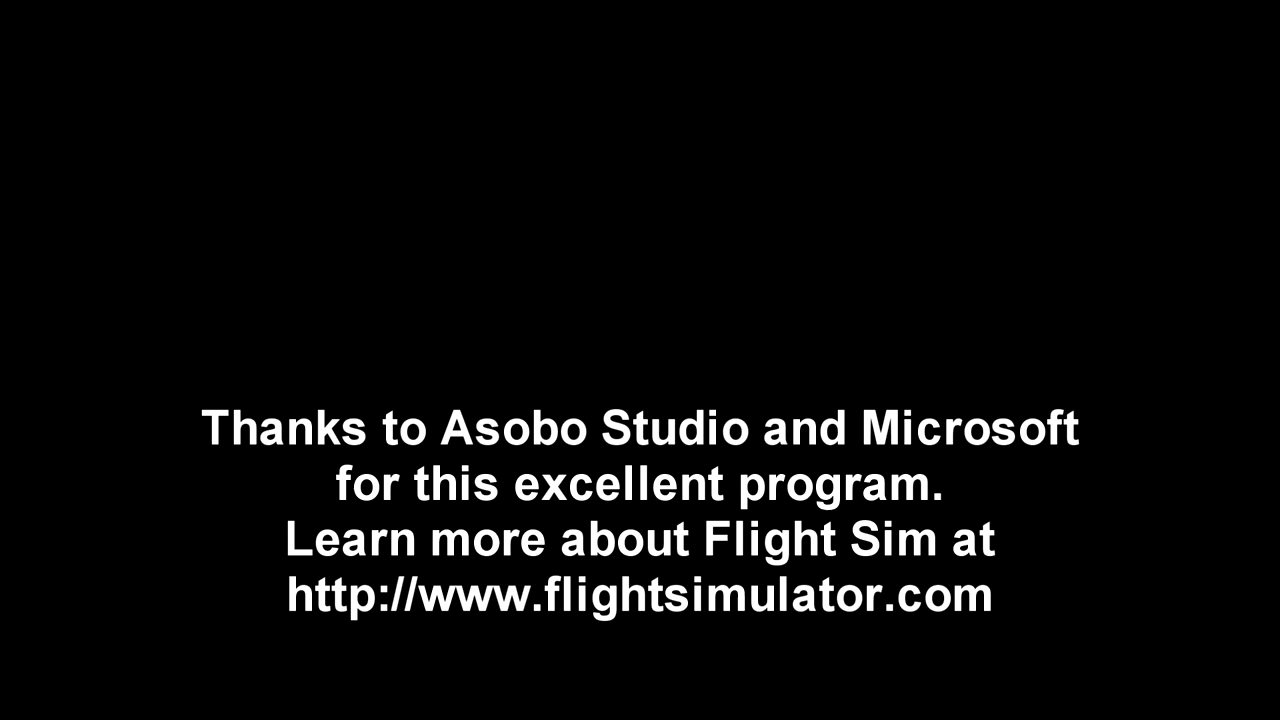 Thanks to Asobo Studio and Microsoft
for this excellent program.
Learn more about Flight Sim at
http://www.flightsimulator.com